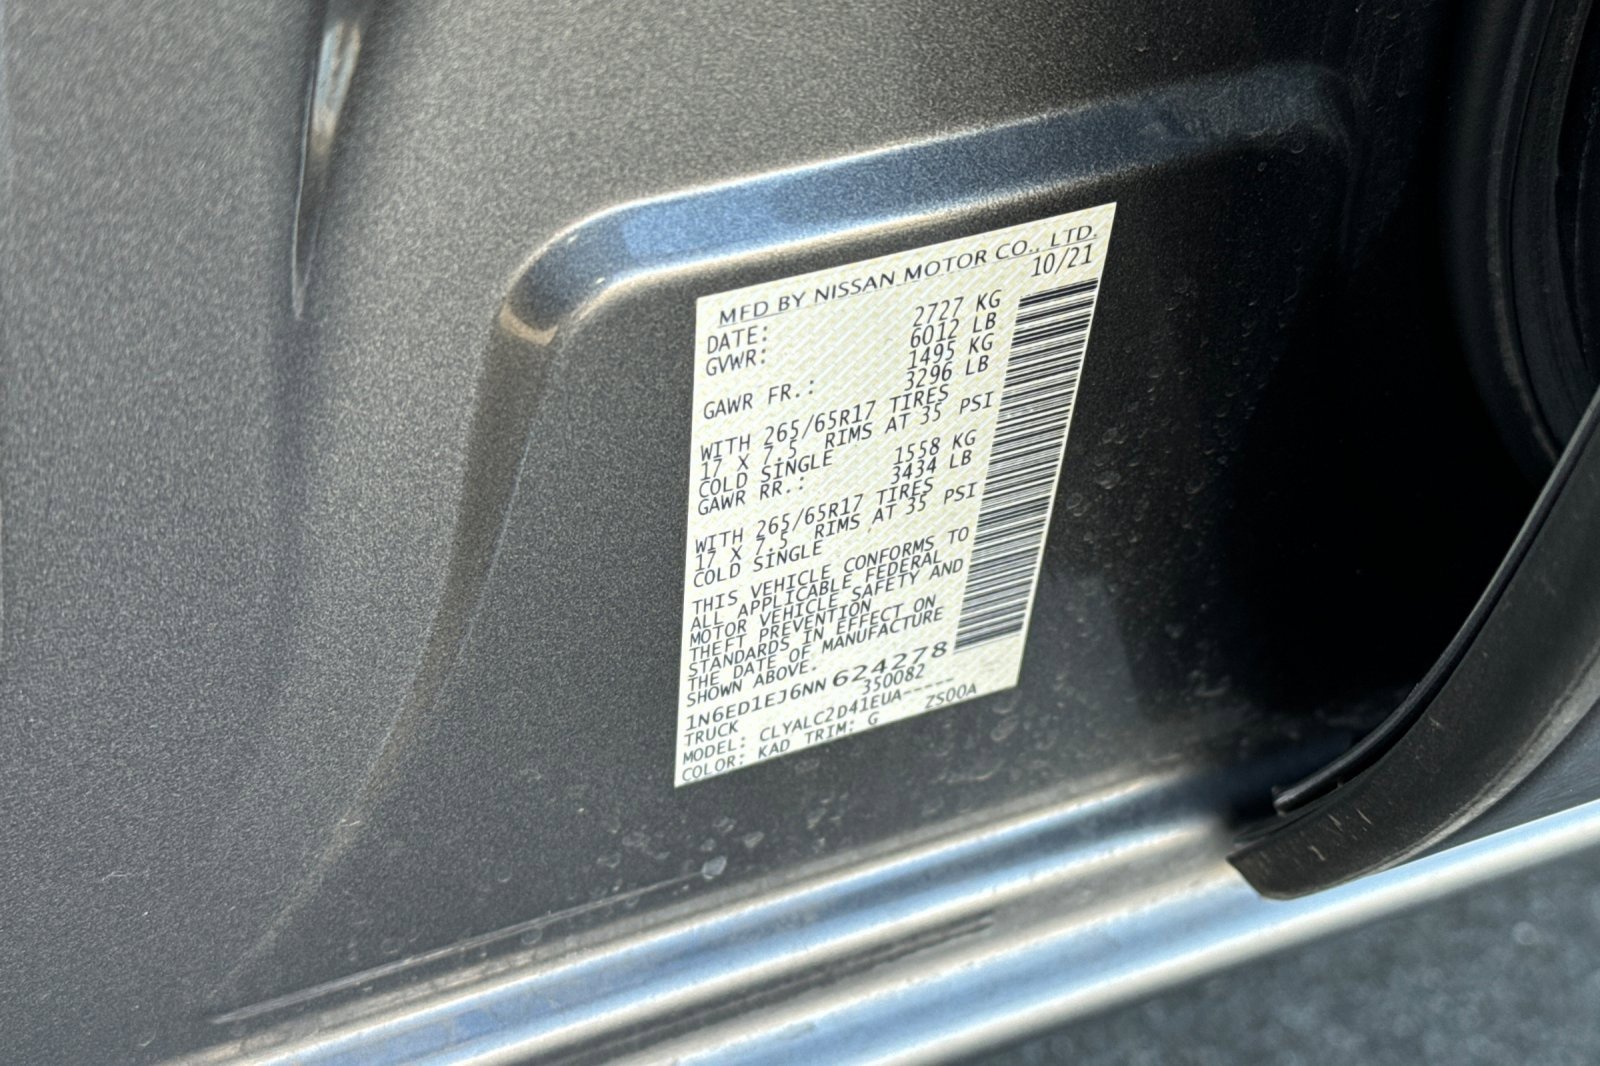 MFD BY NISSAN MOTOR CO., LTD.
DATE: 10/21
GVWR: 2727 KG
6012 LB
GAWR FR.: 1495 KG
3296 LB
WITH 265/65R17 TIRES
17 X 7.5 RIMS AT 35 PSI
COLD SINGLE
GAWR RR.: 1558 KG
3434 LB
WITH 265/65R17 TIRES
17 X 7.5 RIMS AT 35 PSI
COLD SINGLE
THIS VEHICLE CONFORMS TO
ALL APPLICABLE FEDERAL
MOTOR VEHICLE SAFETY AND
THEFT PREVENTION
STANDARDS IN EFFECT ON
THE DATE OF MANUFACTURE
SHOWN ABOVE.
1N6ED1EJ6NN624278
TRUCK 350082
MODEL: CLYALC2D41EUA-----
COLOR: KAD TRIM: G ZS00A